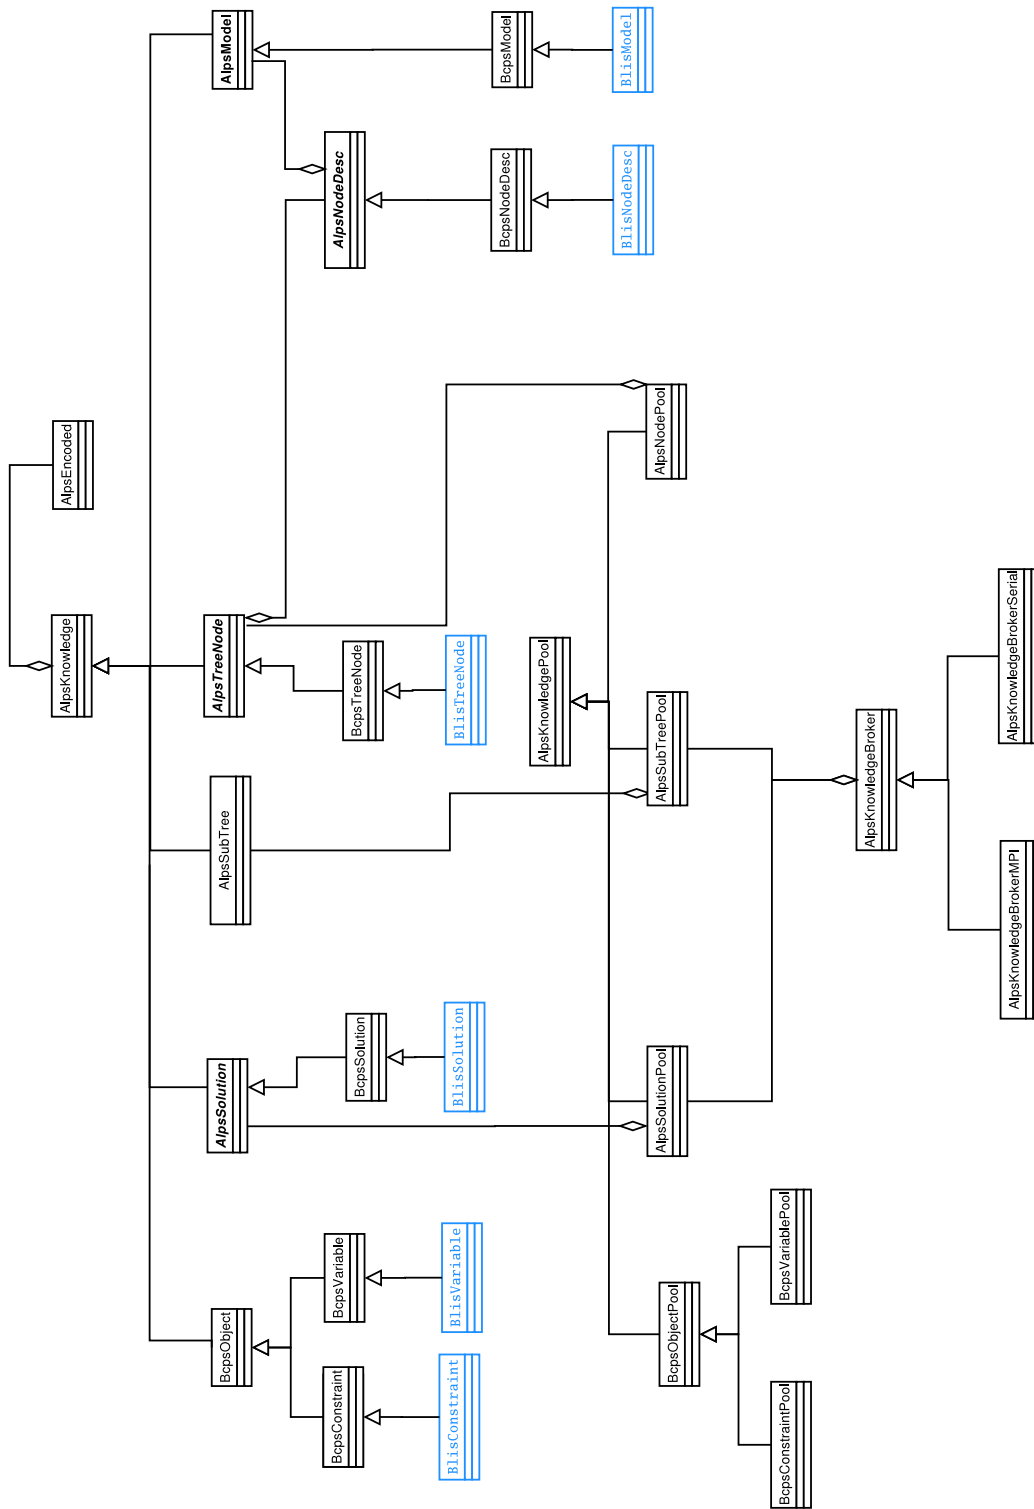 AlpsEncoded
AlpsKnowledge
AlpsModel
AlpsTreeNode
AlpsSubTree
AlpsSolution
BcpsObject
AlpsNodeDesc
BcpsTreeNode
BcpsSolution
BcpsVariable
BcpsConstraint
BcpsModel
BcpsNodeDesc
BlisModel
BlisNodeDesc
BlisTreeNode
BlisSolution
BlisVariable
BlisConstraint
AlpsKnowledgePool
AlpsNodePool
AlpsSubTreePool
AlpsSolutionPool
BcpsObjectPool
BcpsVariablePool
BcpsConstraintPool
AlpsKnowledgeBroker
AlpsKnowledgeBrokerSerial
AlpsKnowledgeBrokerMPI